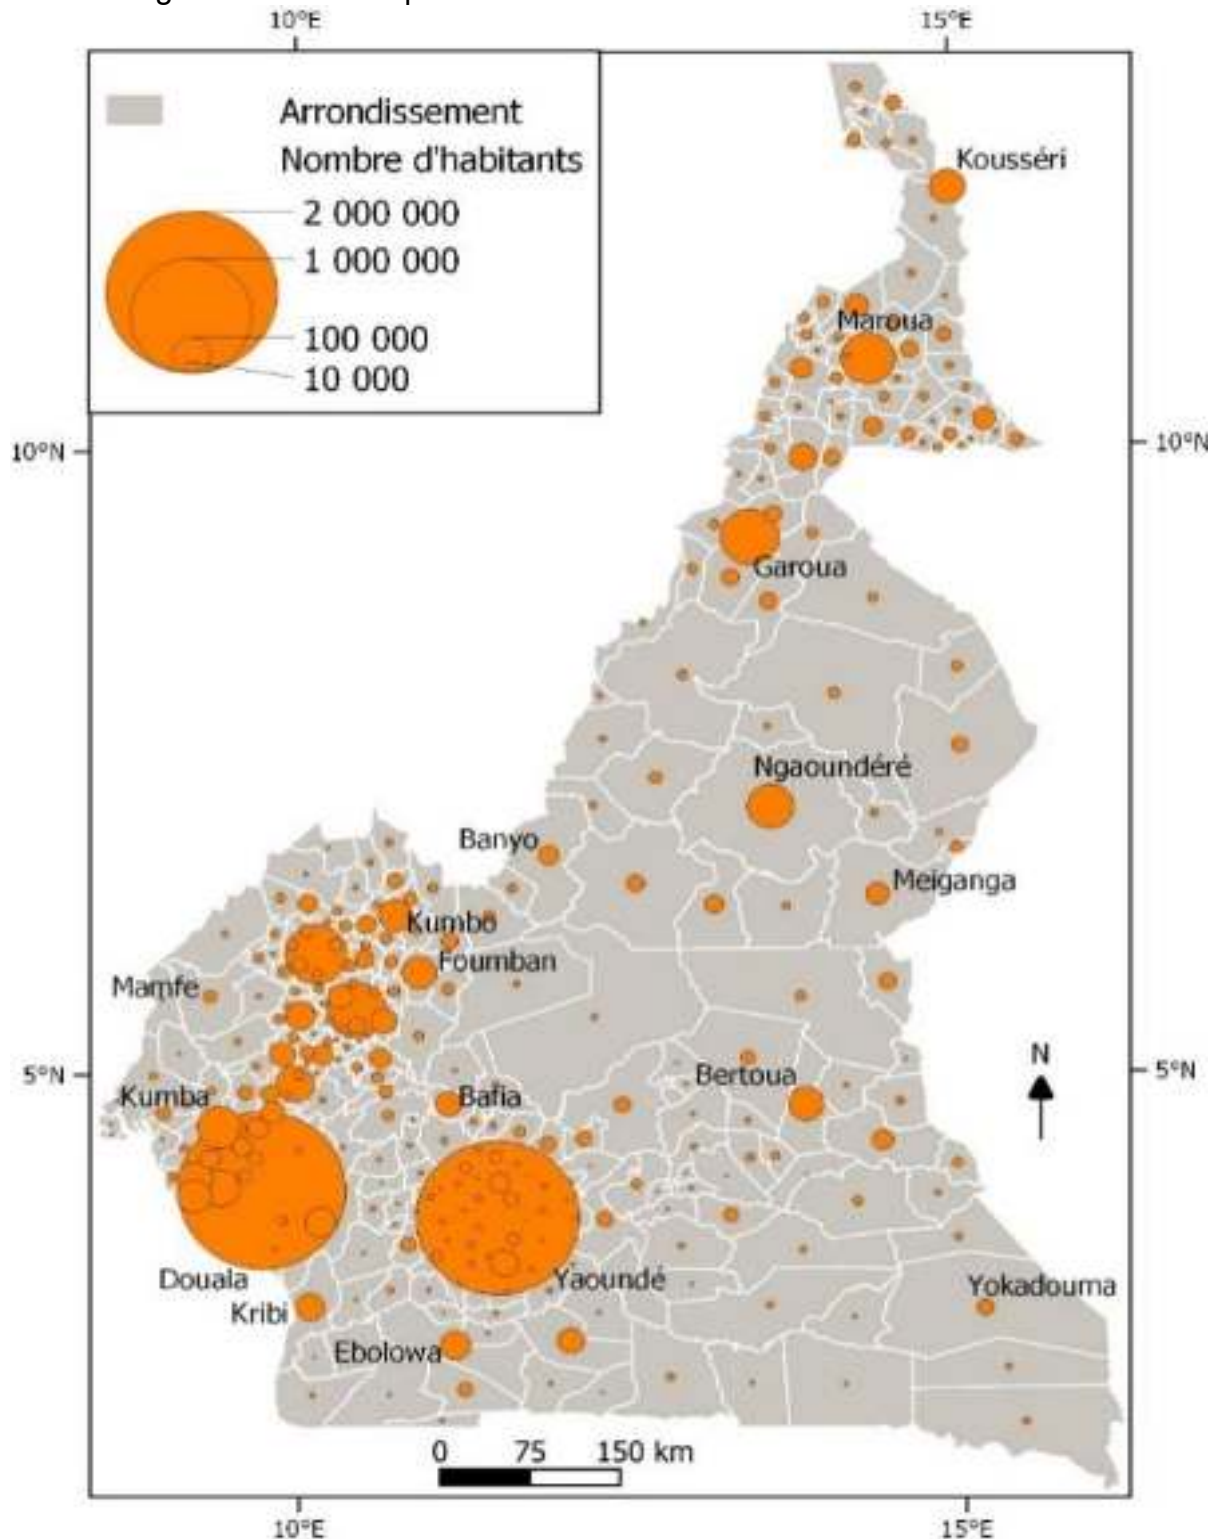 10°E
15°E
Arrondissement
Nombre d'habitants
2 000 000
1 000 000
100 000
10 000
Kousséri
Maroua
10°N
10°N
Garoua
Ngaoundéré
Banyo
Meiganga
Kumbo
Foumban
Mamfe
N
5°N
5°N
Bertoua
Kumba
Bafia
Douala
Yaoundé
Yokadouma
Kribi
Ebolowa
0 75 150 km
10°E
15°E